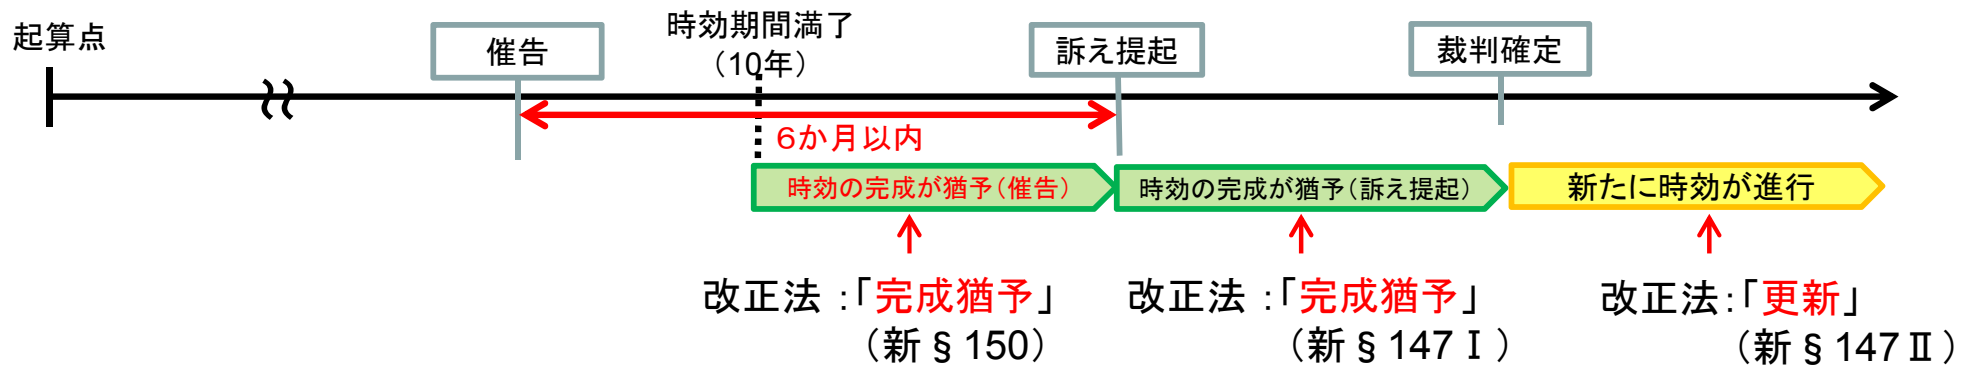 起算点
催告
時効期間満了
（10年）
訴え提起
裁判確定
６か月以内
時効の完成が猶予（催告）
時効の完成が猶予（訴え提起）
新たに時効が進行
改正法：「完成猶予」
（新§150）
改正法：「完成猶予」
（新§147Ⅰ）
改正法：「更新」
（新§147Ⅱ）